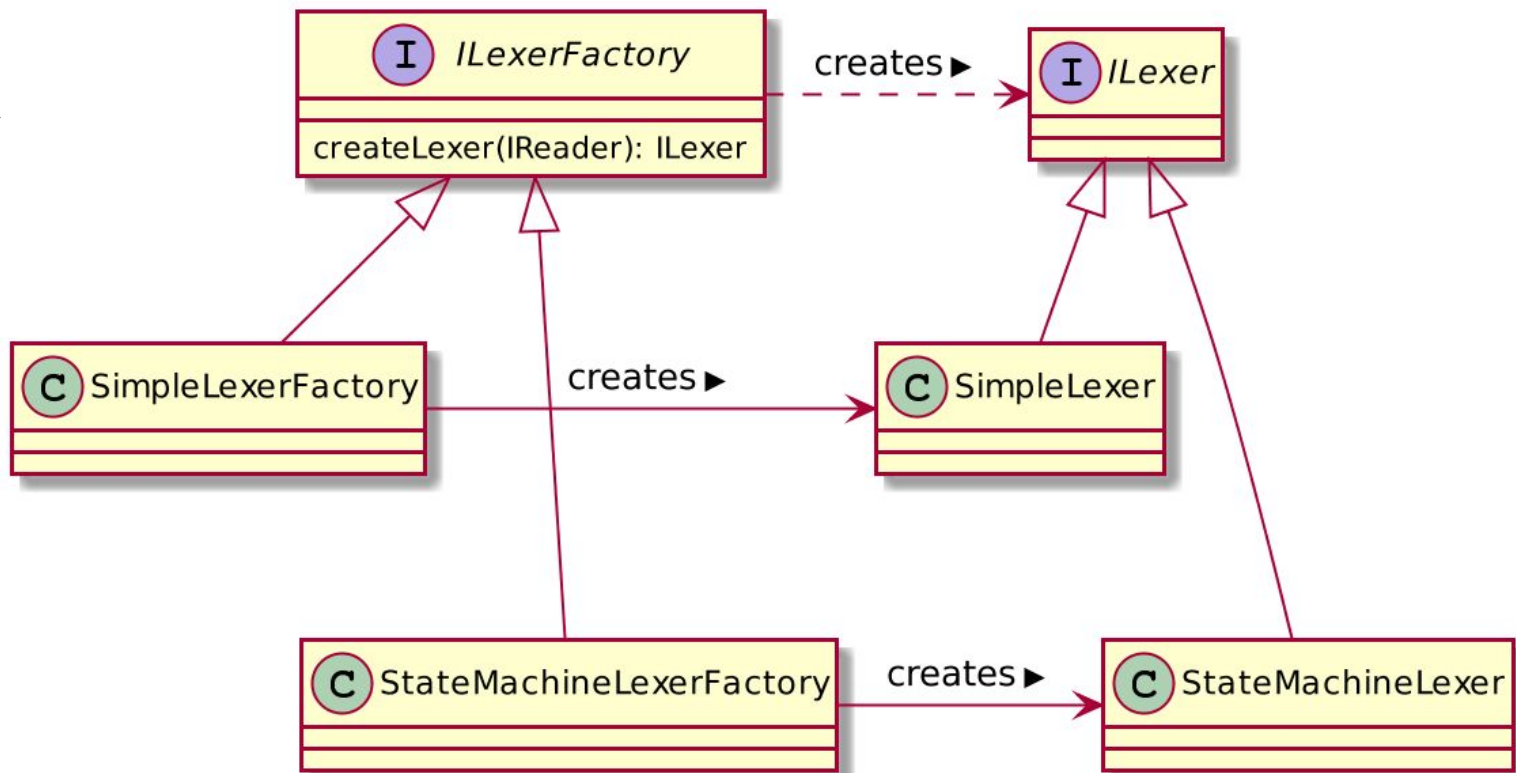 I ILexerFactory
creates ▶
I ILexer
createLexer(IReader): ILexer
C SimpleLexerFactory
creates ▶
C SimpleLexer
C StateMachineLexerFactory
creates ▶
C StateMachineLexer